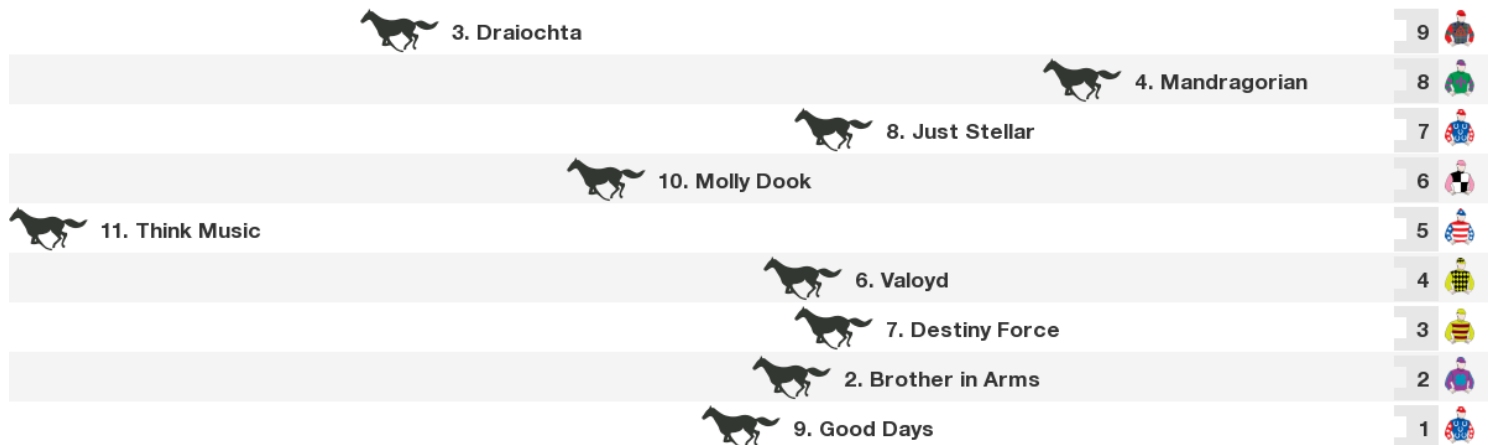 3. Draiochta 9
4. Mandragorian 8
8. Just Stellar 7
10. Molly Dook 6
11. Think Music 5
6. Valoyd 4
7. Destiny Force 3
2. Brother in Arms 2
9. Good Days 1